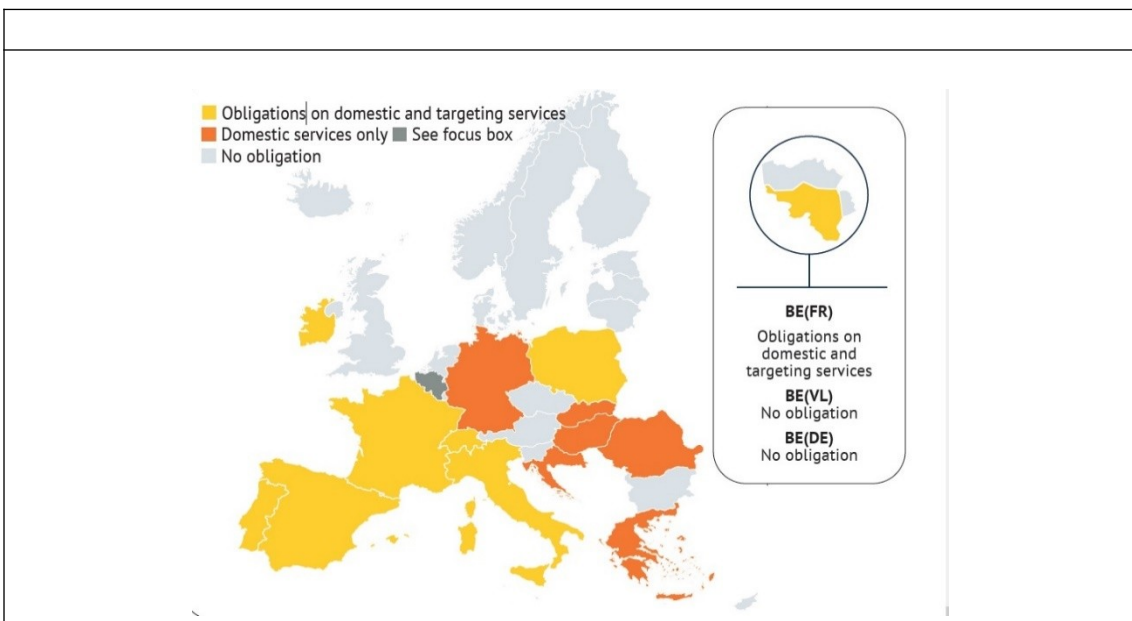 Obligations on domestic and targeting services
Domestic services only See focus box
No obligation
BE(FR)
Obligations on
domestic and
targeting services
BE(VL)
No obligation
BE(DE)
No obligation